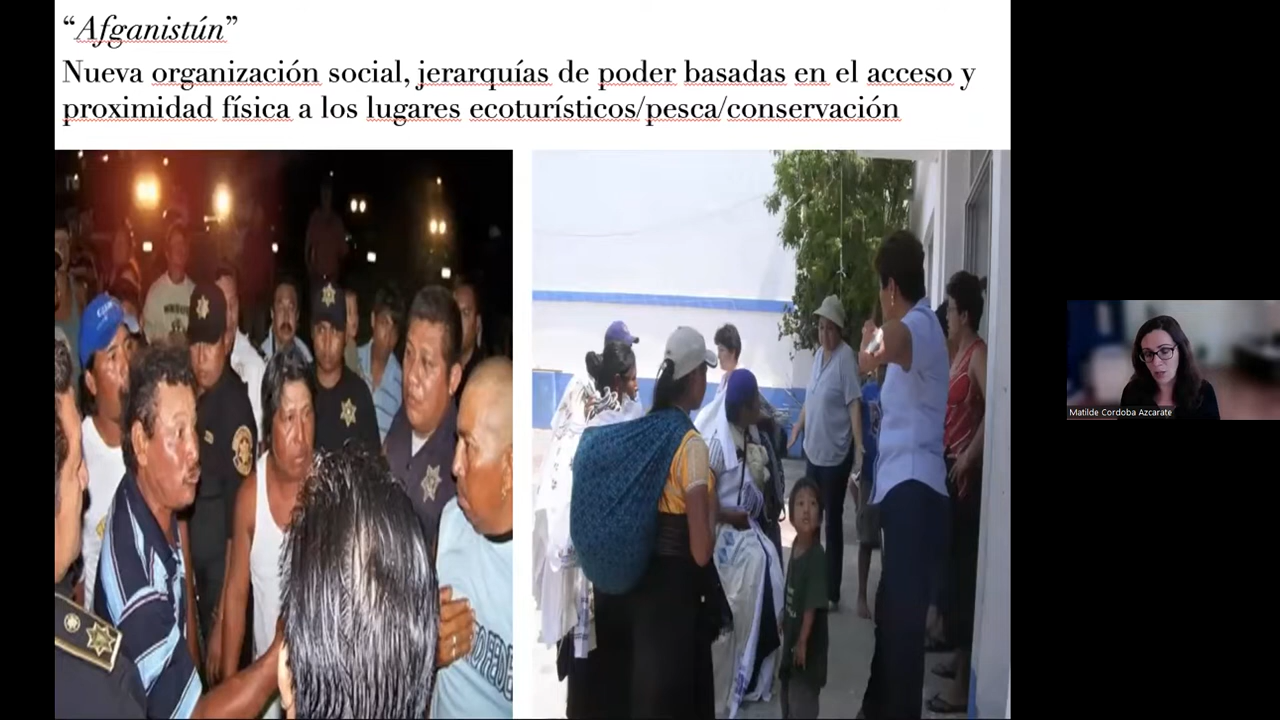 “Afganistún”
Nueva organización social, jerarquías de poder basadas en el acceso y
proximidad física a los lugares ecoturísticos/pesca/conservación
Matilde Cordoba Azcarate